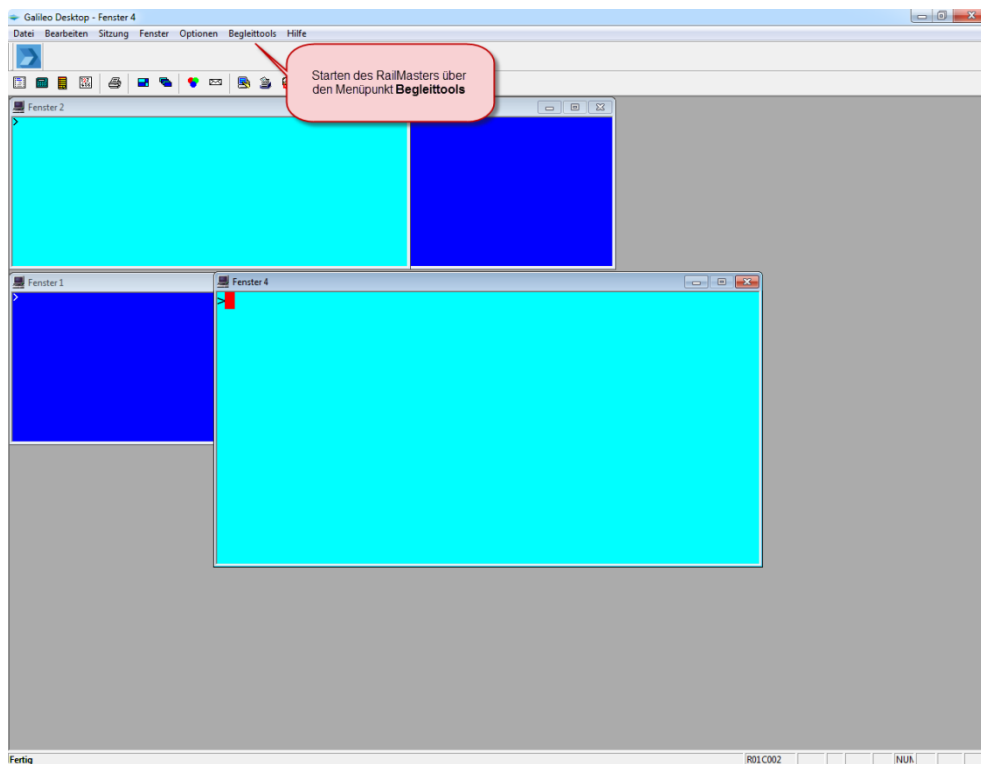 Galileo Desktop - Fenster 4
Datei Bearbeiten Sitzung Fenster Optionen Begleittools Hilfe
Starten des RailMasters über
den Menüpunkt Begleittools
Fenster 2
>
Fenster 1
>
Fenster 4
>
Fertig
R01C002
NUM